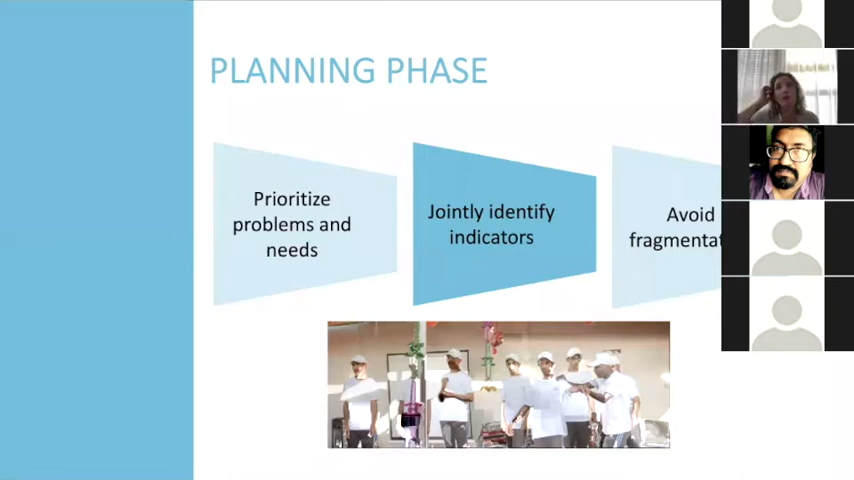 PLANNING PHASE
Prioritize
problems and
needs
Jointly identify
indicators
Avoid